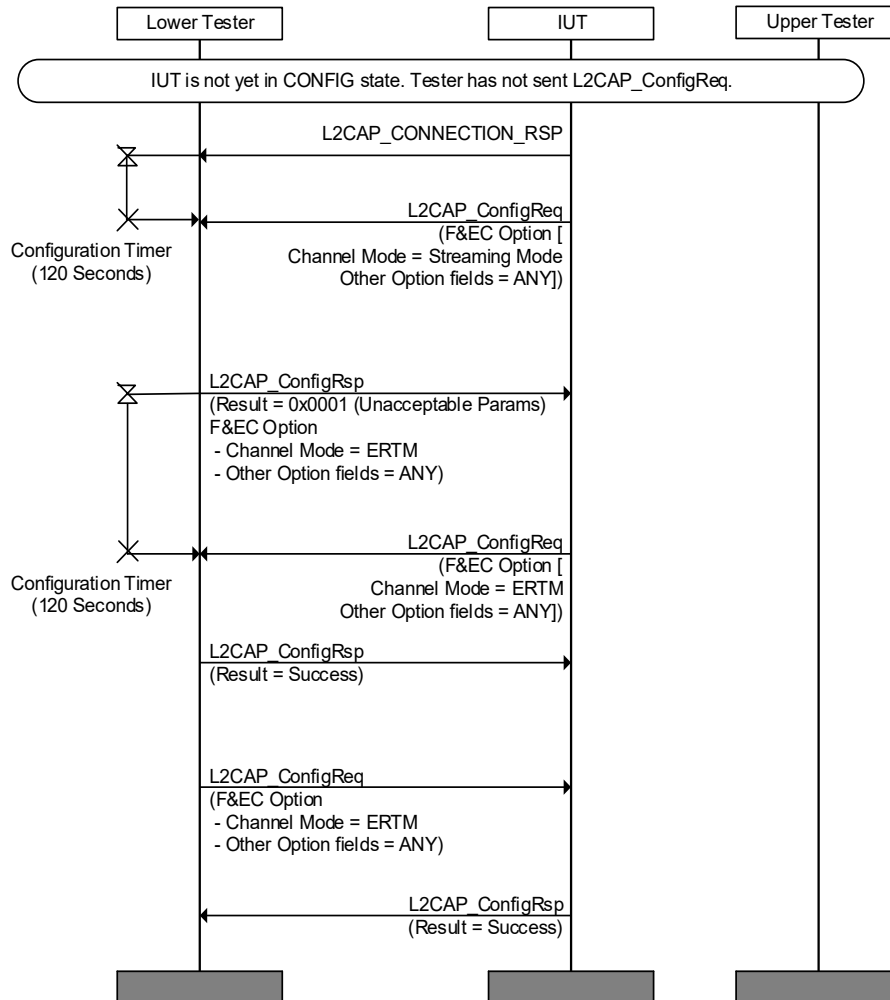 Lower Tester
IUT
Upper Tester
IUT is not yet in CONFIG state. Tester has not sent L2CAP_ConfigReq.
L2CAP_CONNECTION_RSP
L2CAP_ConfigReq
(F&EC Option [
Channel Mode = Streaming Mode
Other Option fields = ANY])
Configuration Timer
(120 Seconds)
L2CAP_ConfigRsp
(Result = 0x0001 (Unacceptable Params)
F&EC Option
- Channel Mode = ERTM
- Other Option fields = ANY)
L2CAP_ConfigReq
(F&EC Option [
Channel Mode = ERTM
Other Option fields = ANY])
Configuration Timer
(120 Seconds)
L2CAP_ConfigRsp
(Result = Success)
L2CAP_ConfigReq
(F&EC Option
- Channel Mode = ERTM
- Other Option fields = ANY)
L2CAP_ConfigRsp
(Result = Success)